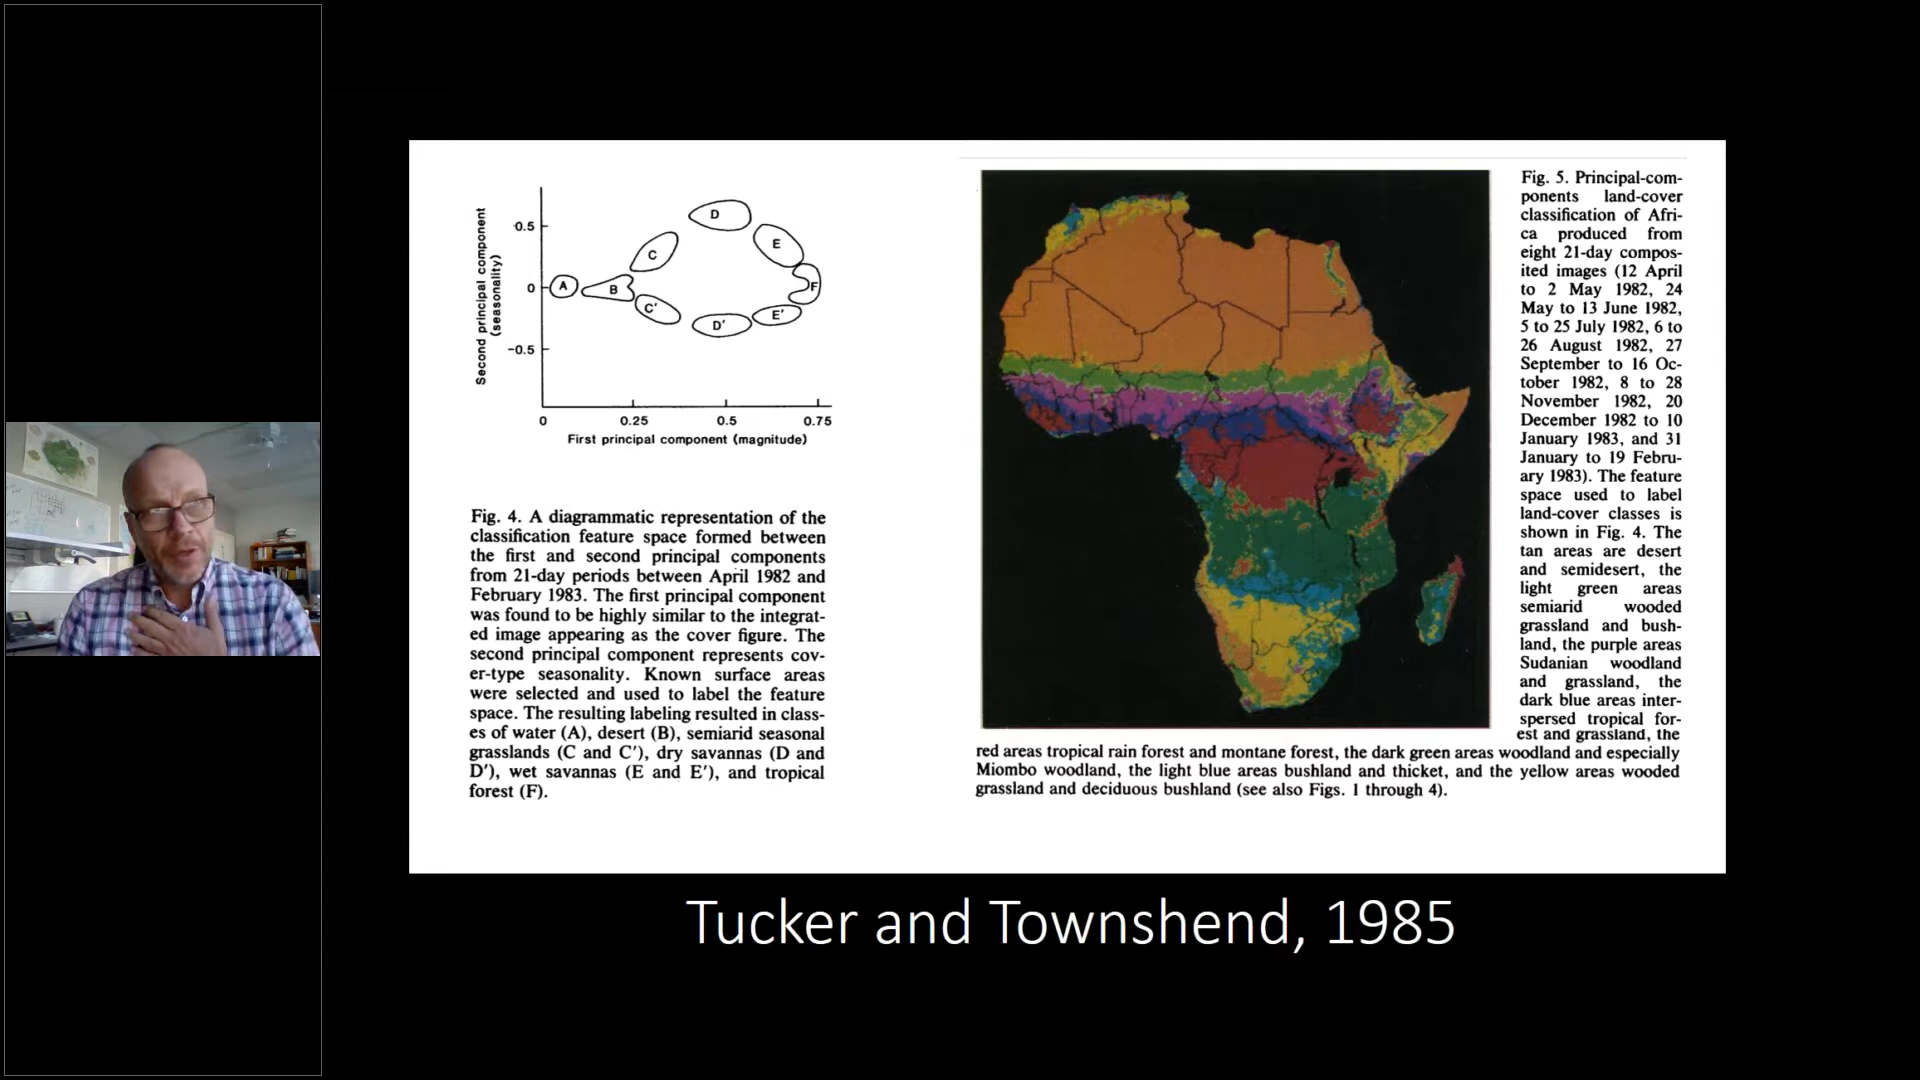 Second principal component
(seasonality)
0.5
0
−0.5
A
B
C
D
E
F
C′
D′
E′
0
0.25
0.5
0.75
First principal component (magnitude)
Fig. 4. A diagrammatic representation of the
classification feature space formed between
the first and second principal components
from 21-day periods between April 1982 and
February 1983. The first principal component
was found to be highly similar to the integrat-
ed image appearing as the cover figure. The
second principal component represents cov-
er-type seasonality. Known surface areas
were selected and used to label the feature
space. The resulting labeling resulted in class-
es of water (A), desert (B), semiarid seasonal
grasslands (C and C′), dry savannas (D and
D′), wet savannas (E and E′), and tropical
forest (F).
Fig. 5. Principal-com-
ponents land-cover
classification of Afri-
ca produced from
eight 21-day compos-
ited images (12 April
to 2 May 1982, 24
May to 13 June 1982,
5 to 25 July 1982, 6 to
26 August 1982, 27
September to 16 Oc-
tober 1982, 8 to 28
November 1982, 20
December 1982 to 10
January 1983, and 31
January to 19 Febru-
ary 1983). The feature
space used to label
land-cover classes is
shown in Fig. 4. The
tan areas are desert
and semidesert, the
light green areas
semiarid wooded
grassland and bush-
land, the purple areas
Sudanian woodland
and grassland, the
dark blue areas inter-
spersed tropical for-
est and grassland, the
red areas tropical rain forest and montane forest, the dark green areas woodland and especially
Miombo woodland, the light blue areas bushland and thicket, and the yellow areas wooded
grassland and deciduous bushland (see also Figs. 1 through 4).
Tucker and Townshend, 1985